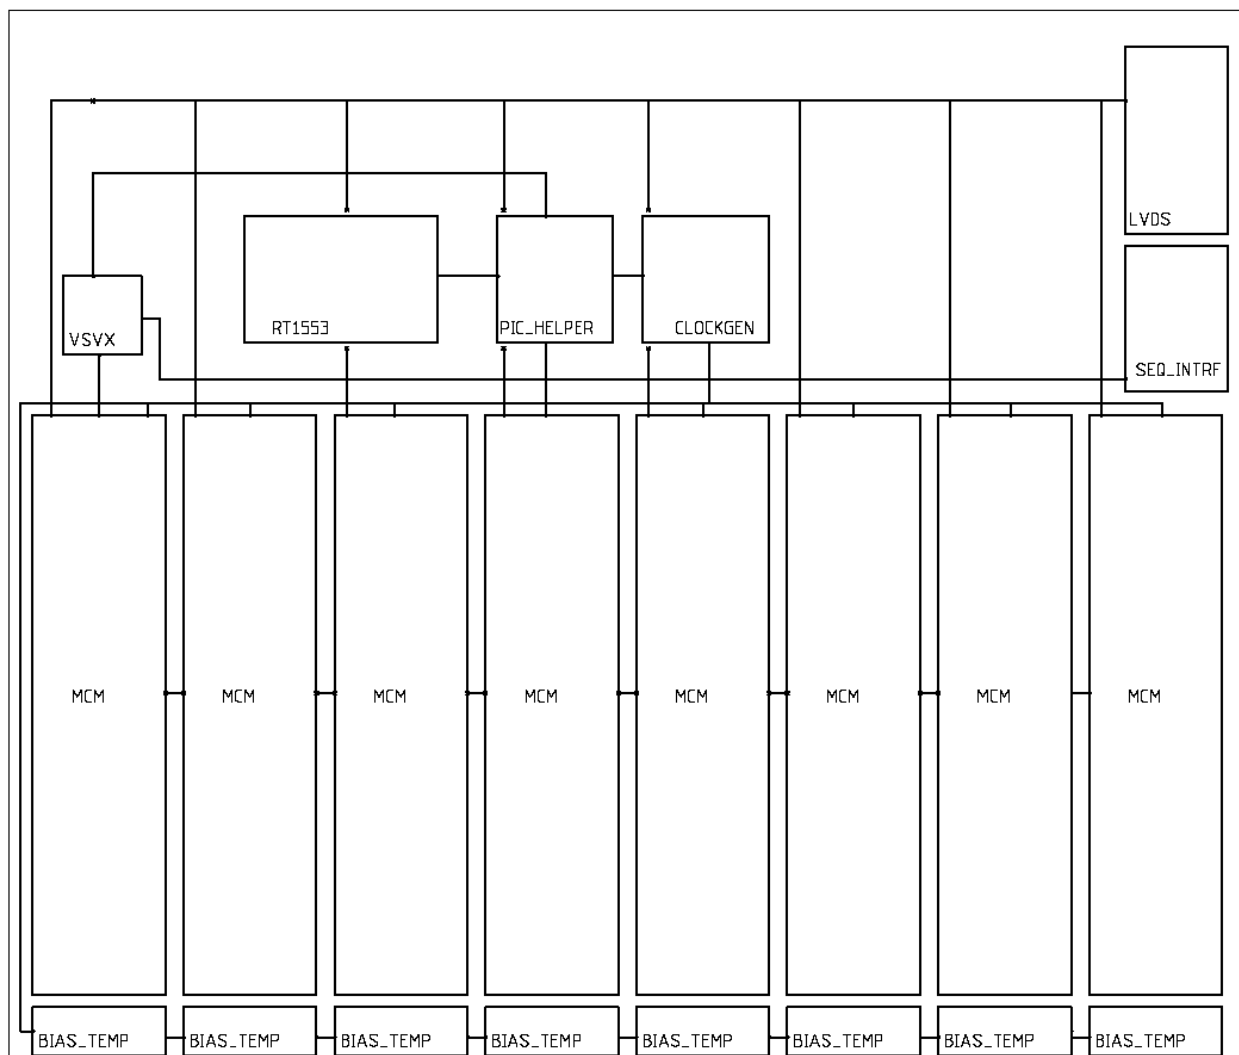 LVDS
RT1553
PIC_HELPER
CLOCKGEN
VSVX
SEQ_INTRF
MCM
MCM
MCM
MCM
MCM
MCM
MCM
MCM
BIAS_TEMP
BIAS_TEMP
BIAS_TEMP
BIAS_TEMP
BIAS_TEMP
BIAS_TEMP
BIAS_TEMP
BIAS_TEMP